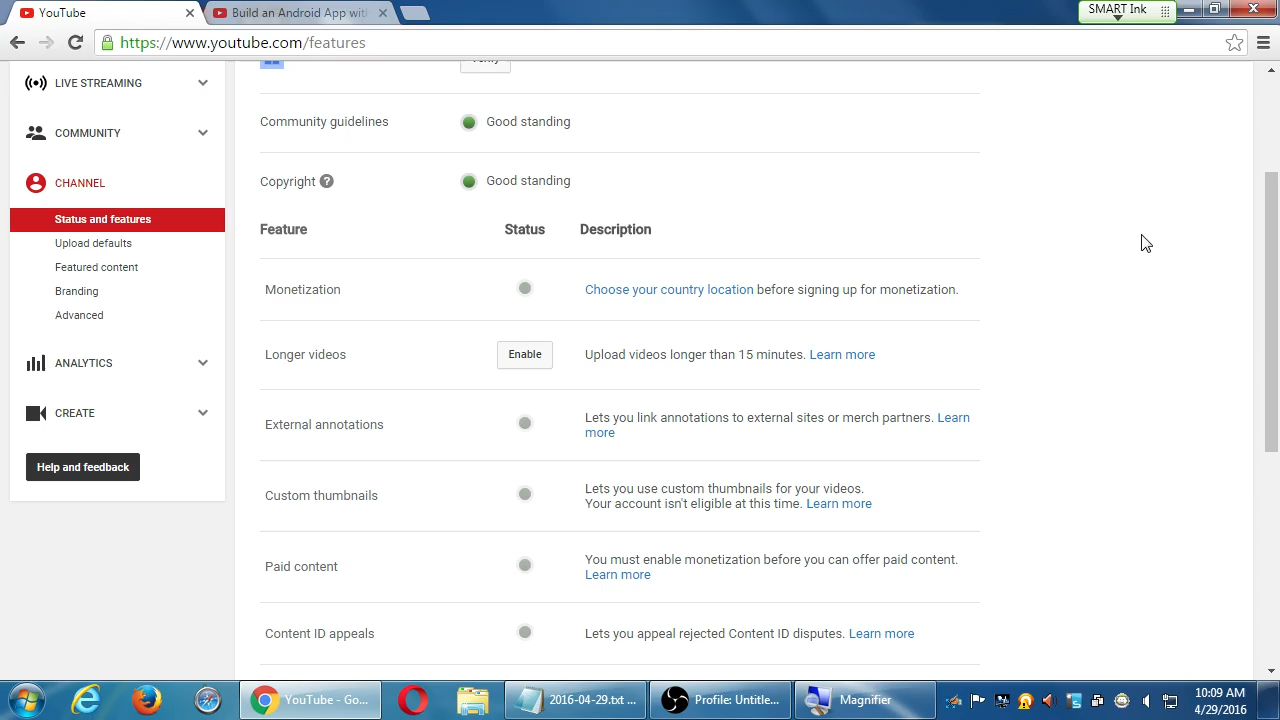 YouTube
Build an Android App with
SMART Ink
https://www.youtube.com/features
LIVE STREAMING
COMMUNITY
CHANNEL
Status and features
Upload defaults
Featured content
Branding
Advanced
ANALYTICS
CREATE
Help and feedback
Verify
Community guidelines
Good standing
Copyright ?
Good standing
Feature Status Description
Monetization
Choose your country location before signing up for monetization.
Longer videos
Enable
Upload videos longer than 15 minutes. Learn more
External annotations
Lets you link annotations to external sites or merch partners. Learn
more
Custom thumbnails
Lets you use custom thumbnails for your videos.
Your account isn't eligible at this time. Learn more
Paid content
You must enable monetization before you can offer paid content.
Learn more
Content ID appeals
Lets you appeal rejected Content ID disputes. Learn more
YouTube - Go...
2016-04-29.txt ...
Profile: Untitle...
Magnifier
10:09 AM
4/29/2016